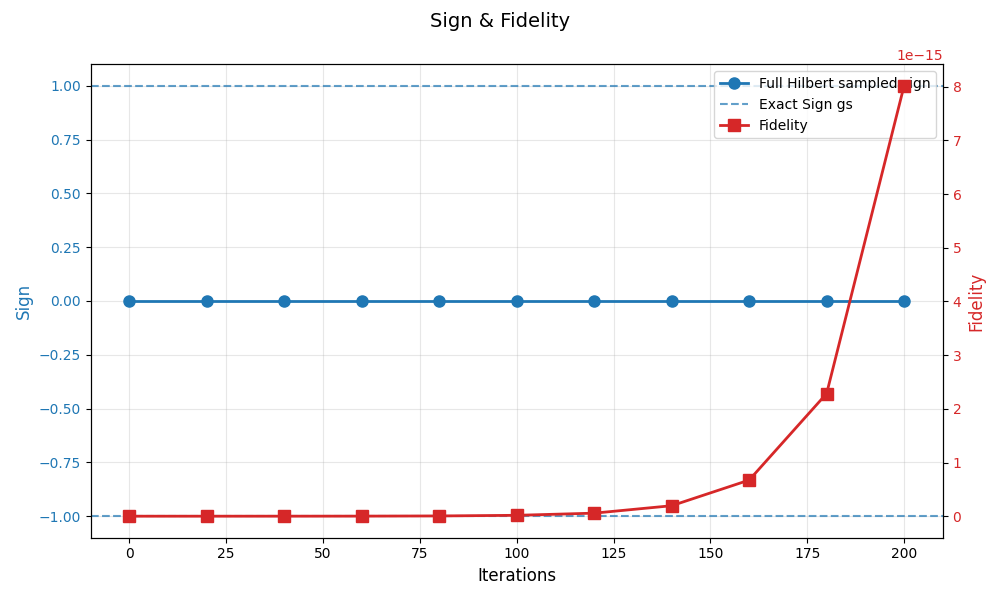 Sign & Fidelity
1e−15
1.00
0.75
0.50
0.25
0.00
−0.25
−0.50
−0.75
−1.00
Sign
Full Hilbert sampled sign
Exact Sign gs
Fidelity
8
7
6
5
4
3
2
1
0
Fidelity
0 25 50 75 100 125 150 175 200
Iterations